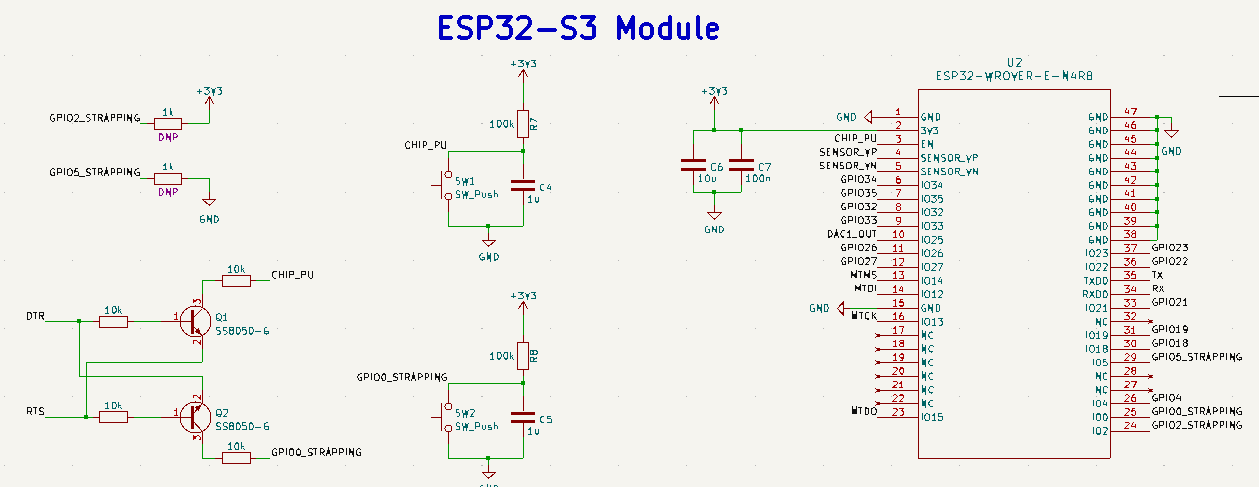 ESP32-S3 Module
+3V3
1k
GPIO2_STRAPPING
DNP
1k
GPIO5_STRAPPING
DNP
GND
10k
CHIP_PU
DTR
10k
1
3
2
Q1
SS8050-G
RTS
10k
1
2
3
Q2
SS8050-G
10k
GPIO0_STRAPPING
+3V3
100k
R7
CHIP_PU
SW1
SW_Push
C4
1u
GND
+3V3
100k
R8
GPIO0_STRAPPING
SW2
SW_Push
C5
1u
GND
+3V3
C6
10u
C7
100n
GND
U2
ESP32-WROVER-E-N4R8
GND 1 GND
2 3V3
CHIP_PU 3 EN
SENSOR_VP 4 SENSOR_VP
SENSOR_VN 5 SENSOR_VN
GPIO34 6 IO34
GPIO35 7 IO35
GPIO32 8 IO32
GPIO33 9 IO33
DAC1_OUT 10 IO25
GPIO26 11 IO26
GPIO27 12 IO27
MTMS 13 IO14
MTDI 14 IO12
GND 15 GND
MTCK 16 IO13
17 NC
18 NC
19 NC
20 NC
21 NC
22 NC
MTDO 23 IO15
GND 47
GND 46
GND 45
GND 44
GND 43
GND 42
GND 41
GND 40
GND 39
GND 38
GND
IO23 37 GPIO23
IO22 36 GPIO22
TXD0 35 TX
RXD0 34 RX
IO21 33 GPIO21
NC 32
IO19 31 GPIO19
IO18 30 GPIO18
IO5 29 GPIO5_STRAPPING
NC 28
NC 27
IO4 26 GPIO4
IO0 25 GPIO0_STRAPPING
IO2 24 GPIO2_STRAPPING